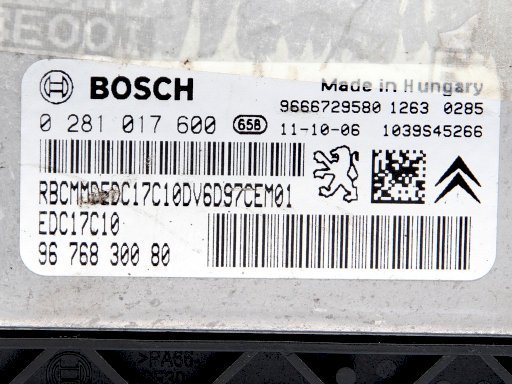 BOSCH
Made in Hungary
9666729580 1263 0285
0 281 017 600 658 11-10-06 1039S45266
EDC17C10
96 768 300 80
>PA66